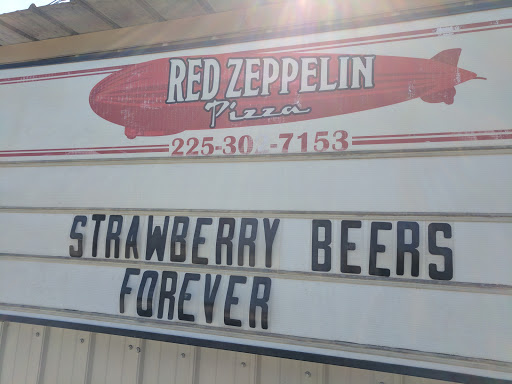 RED ZEPPELIN
Pizza
225-30 -7153
STRAWBERRY BEERS
FOREVER